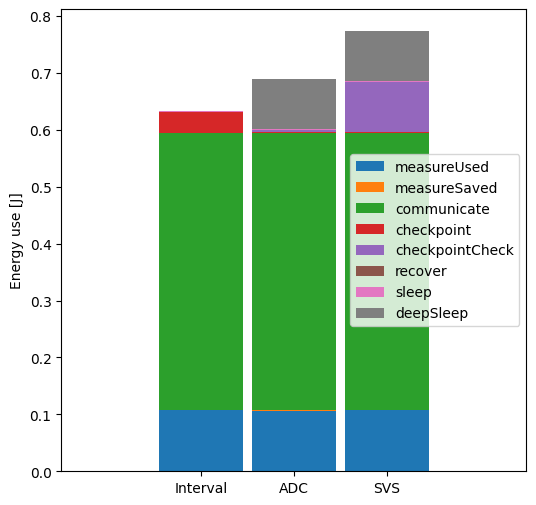 0.8
0.7
0.6
0.5
0.4
0.3
0.2
0.1
0.0
Energy use [J]
measureUsed
measureSaved
communicate
checkpoint
checkpointCheck
recover
sleep
deepSleep
Interval
ADC
SVS